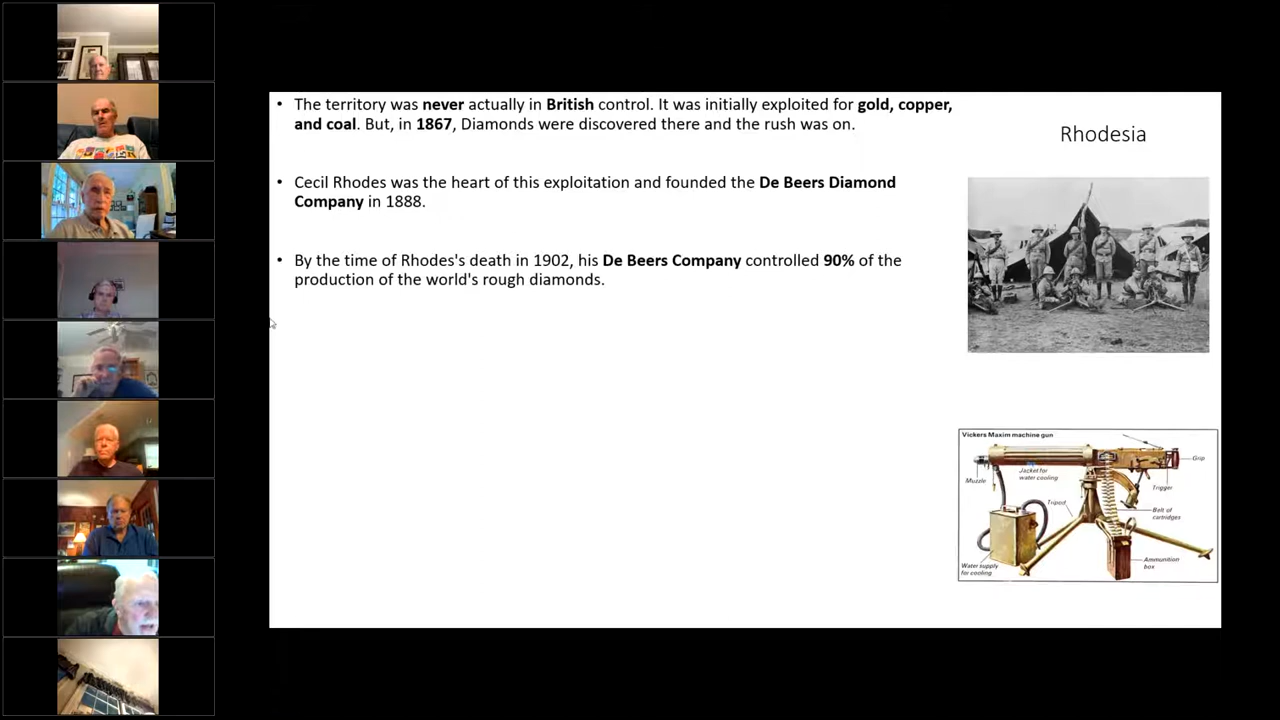 • The territory was never actually in British control. It was initially exploited for gold, copper,
and coal. But, in 1867, Diamonds were discovered there and the rush was on.
• Cecil Rhodes was the heart of this exploitation and founded the De Beers Diamond
Company in 1888.
• By the time of Rhodes's death in 1902, his De Beers Company controlled 90% of the
production of the world's rough diamonds.
Rhodesia
Vickers Maxim machine gun
Muzzle
Jacket for
water cooling
Grip
Trigger
Tripod
Belt of
cartridges
Water supply
for cooling
Ammunition
box